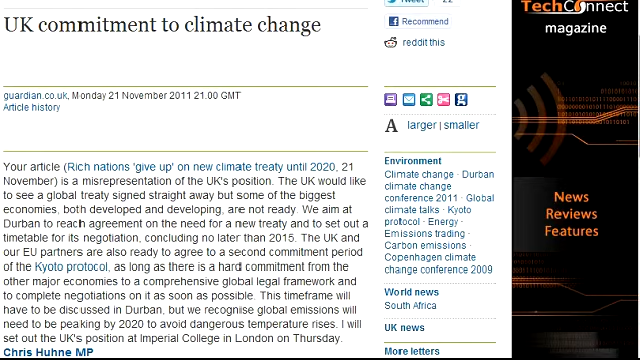 UK commitment to climate change
guardian.co.uk, Monday 21 November 2011 21.00 GMT
Article history
Your article (Rich nations 'give up' on new climate treaty until 2020, 21
November) is a misrepresentation of the UK's position. The UK would like
to see a global treaty signed straight away but some of the biggest
economies, both developed and developing, are not ready. We aim at
Durban to reach agreement on the need for a new treaty and to set out a
timetable for its negotiation, concluding no later than 2015. The UK and
our EU partners are also ready to agree to a second commitment period
of the Kyoto protocol, as long as there is a hard commitment from the
other major economies to a comprehensive global legal framework and
to complete negotiations on it as soon as possible. This timeframe will
have to be discussed in Durban, but we recognise global emissions will
need to be peaking by 2020 to avoid dangerous temperature rises. I will
set out the UK's position at Imperial College in London on Thursday.
Chris Huhne MP
Tweet
22
Recommend
reddit this
A larger | smaller
Environment
Climate change · Durban
climate change
conference 2011 · Global
climate talks · Kyoto
protocol · Energy ·
Emissions trading ·
Carbon emissions ·
Copenhagen climate
change conference 2009
World news
South Africa
UK news
More letters
TechConnect
magazine
News
Reviews
Features